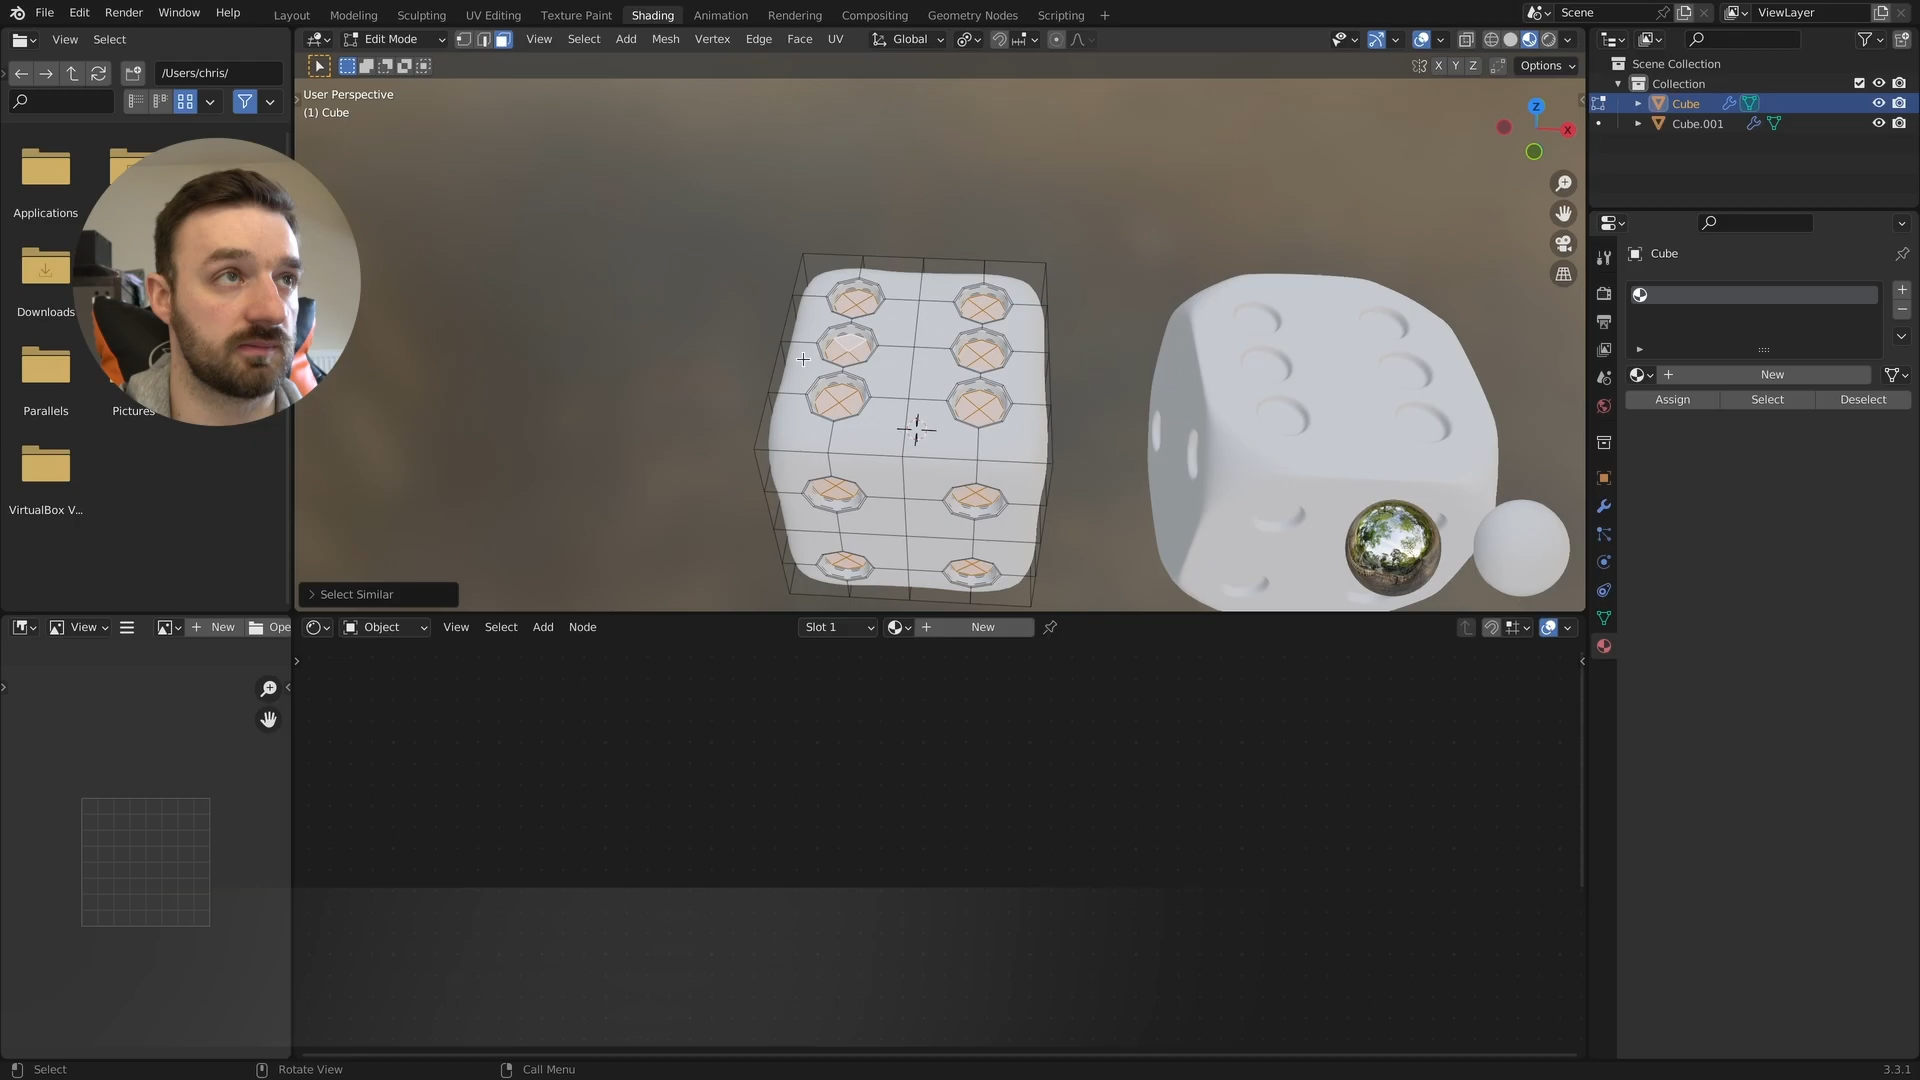 File Edit Render Window Help
Layout Modeling Sculpting UV Editing Texture Paint Shading Animation Rendering Compositing Geometry Nodes Scripting +
Scene
ViewLayer
View Select
Edit Mode View Select Add Mesh Vertex Edge Face UV
Global
X Y Z Options
/Users/chris/
User Perspective
(1) Cube
Z
X
Applications
Downloads
Parallels
Pictures
VirtualBox V...
Select Similar
Scene Collection
Collection
Cube
Cube.001
Cube
New
Assign Select Deselect
View
New
Ope
Object View Select Add Node
Slot 1
New
Select
Rotate View
Call Menu
3.3.1